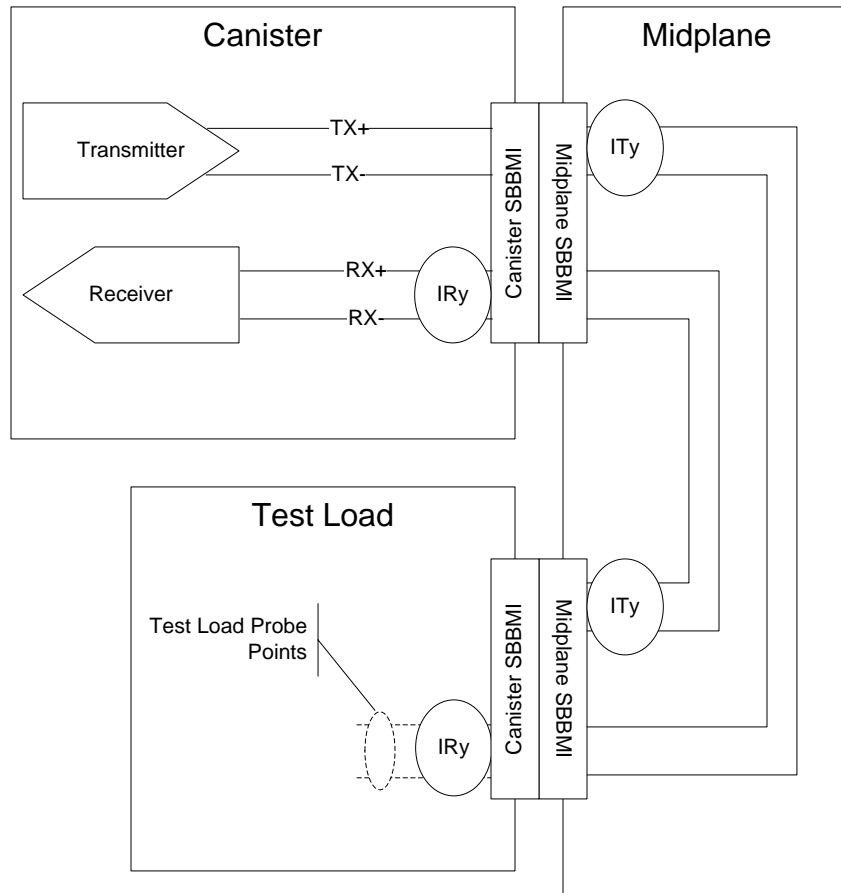 Canister
Midplane
Transmitter
TX+
TX-
Canister SBBMI
Midplane SBBMI
ITy
Receiver
RX+
RX-
IRy
Test Load
Test Load Probe
Points
IRy
Canister SBBMI
Midplane SBBMI
ITy